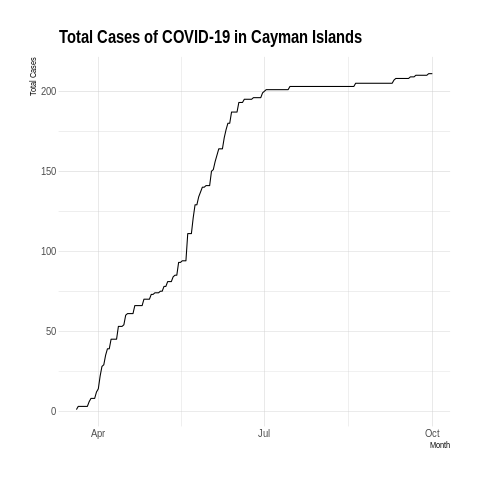 Total Cases of COVID-19 in Cayman Islands
Total Cases
200
150
100
50
0
Apr
Jul
Oct
Month